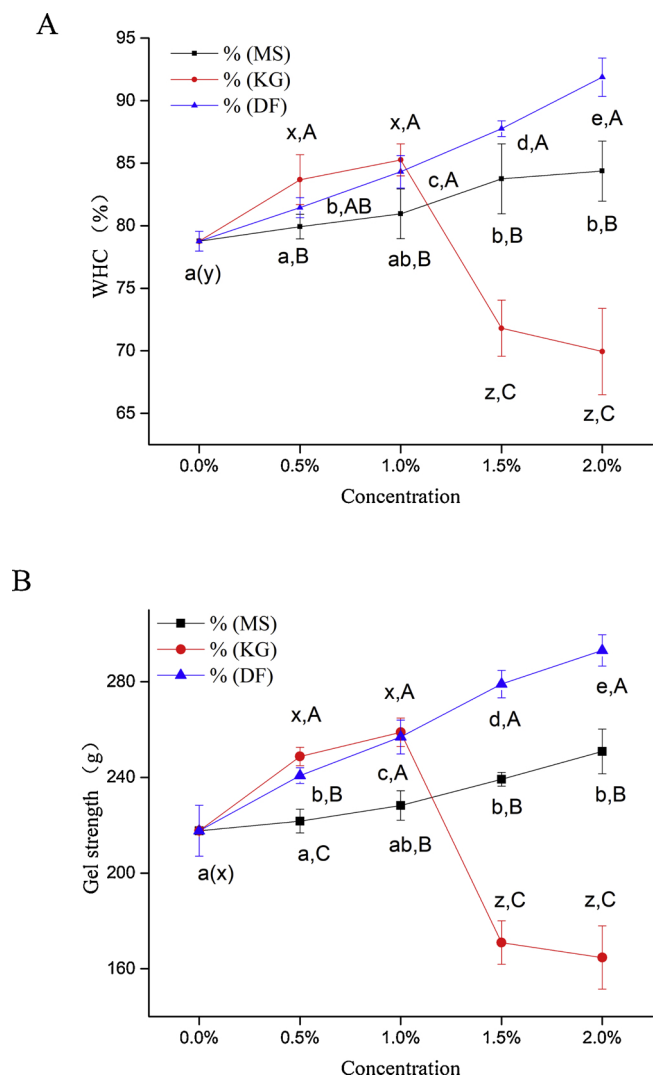 A
95
% (MS)
% (KG)
% (DF)
90
x,A x,A e,A
85
d,A
c,A
b,AB
80
b,B b,B
a,B ab,B
a(y)
75
70
z,C
z,C
65
WHC （%）
0.0% 0.5% 1.0% 1.5% 2.0%
Concentration
B
% (MS)
% (KG)
% (DF)
280
x,A x,A d,A e,A
c,A
b,B
240
b,B b,B
a,C ab,B
a(x)
200
z,C z,C
160
Gel strength （g）
0.0% 0.5% 1.0% 1.5% 2.0%
Concentration